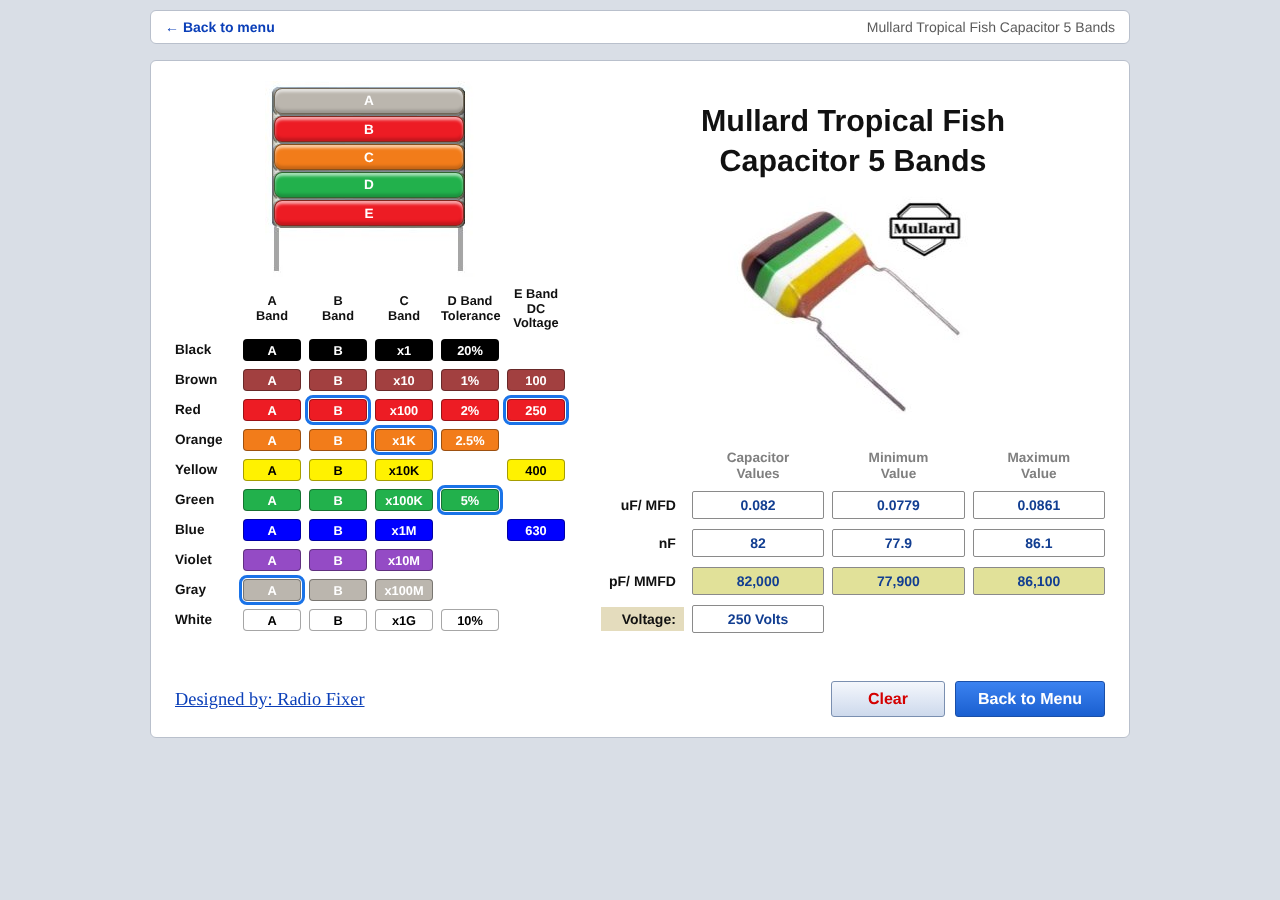 ← Back to menu
Mullard Tropical Fish Capacitor 5 Bands
A
B
C
D
E
Mullard Tropical Fish
Capacitor 5 Bands
Mullard
A Band
B Band
C Band
D Band Tolerance
E Band DC Voltage
Black A B x1 20%
Brown A B x10 1% 100
Red A B x100 2% 250
Orange A B x1K 2.5%
Yellow A B x10K 400
Green A B x100K 5%
Blue A B x1M 630
Violet A B x10M
Gray A B x100M
White A B x1G 10%
Capacitor Values
Minimum Value
Maximum Value
uF/ MFD 0.082 0.0779 0.0861
nF 82 77.9 86.1
pF/ MMFD 82,000 77,900 86,100
Voltage: 250 Volts
Designed by: Radio Fixer
Clear
Back to Menu